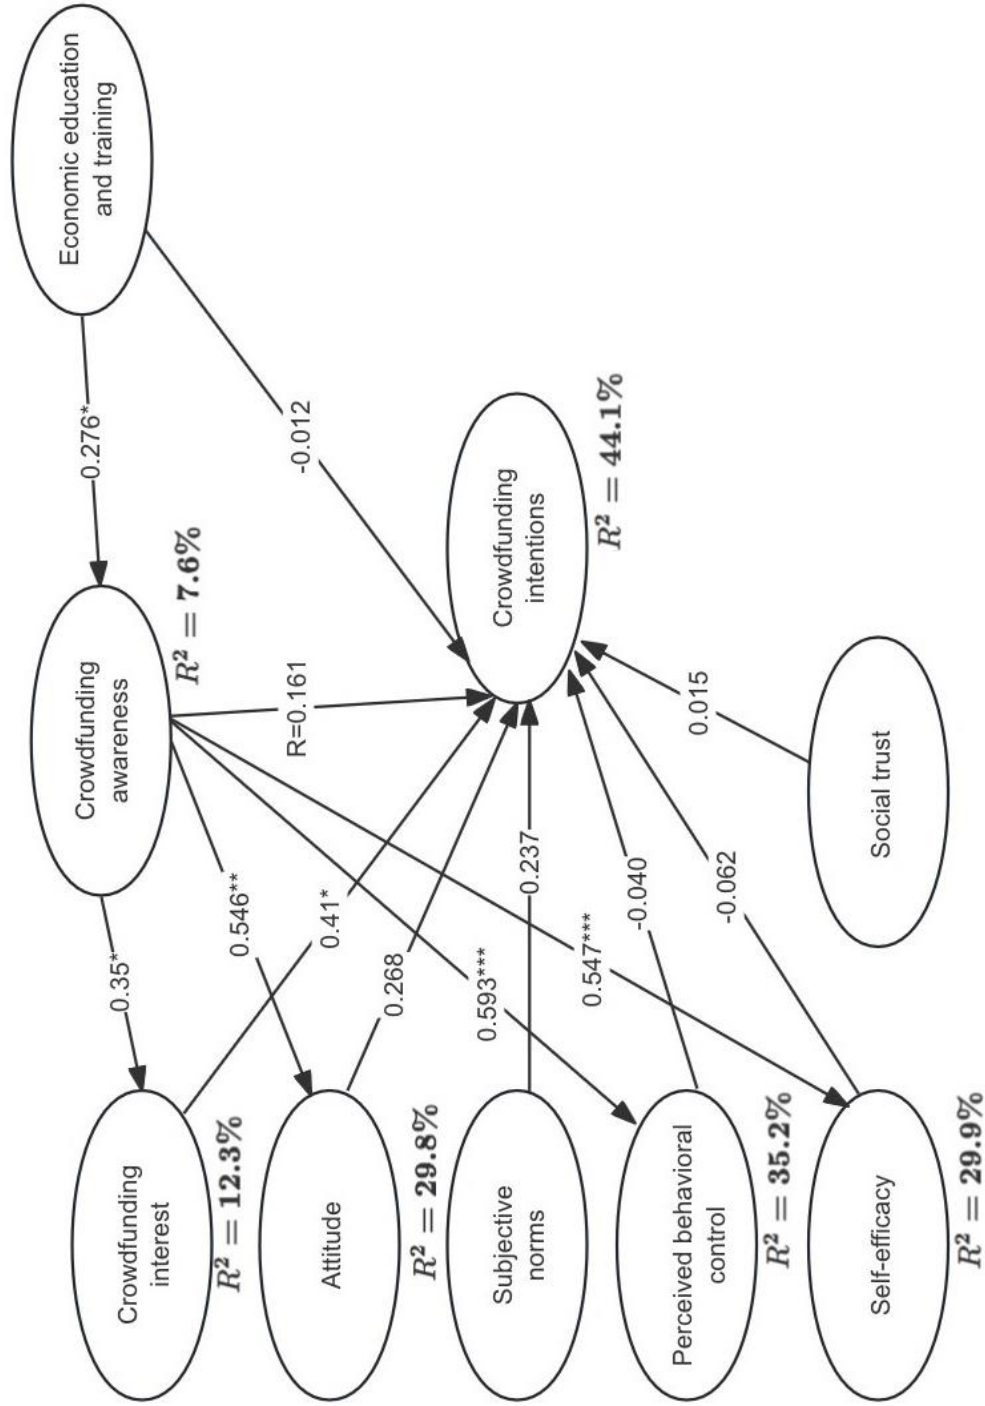 Economic education
and training
0.276*
-0.012
Crowdfunding
awareness
R² = 7.6%
R=0.161
Crowdfunding
intentions
R² = 44.1%
0.35*
0.546**
0.41*
0.268
0.593***
0.237
0.547***
-0.040
-0.062
0.015
Social trust
Crowdfunding
interest
R² = 12.3%
Attitude
R² = 29.8%
Subjective
norms
Perceived behavioral
control
R² = 35.2%
Self-efficacy
R² = 29.9%